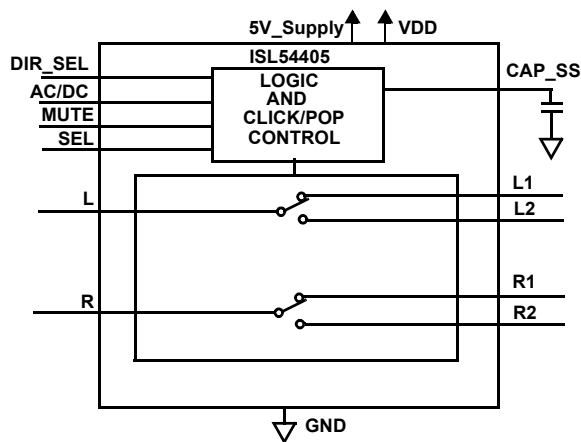 5V_Supply
VDD
ISL54405
DIR_SEL
AC/DC
MUTE
SEL
LOGIC
AND
CLICK/POP
CONTROL
CAP_SS
L
L1
L2
R
R1
R2
GND